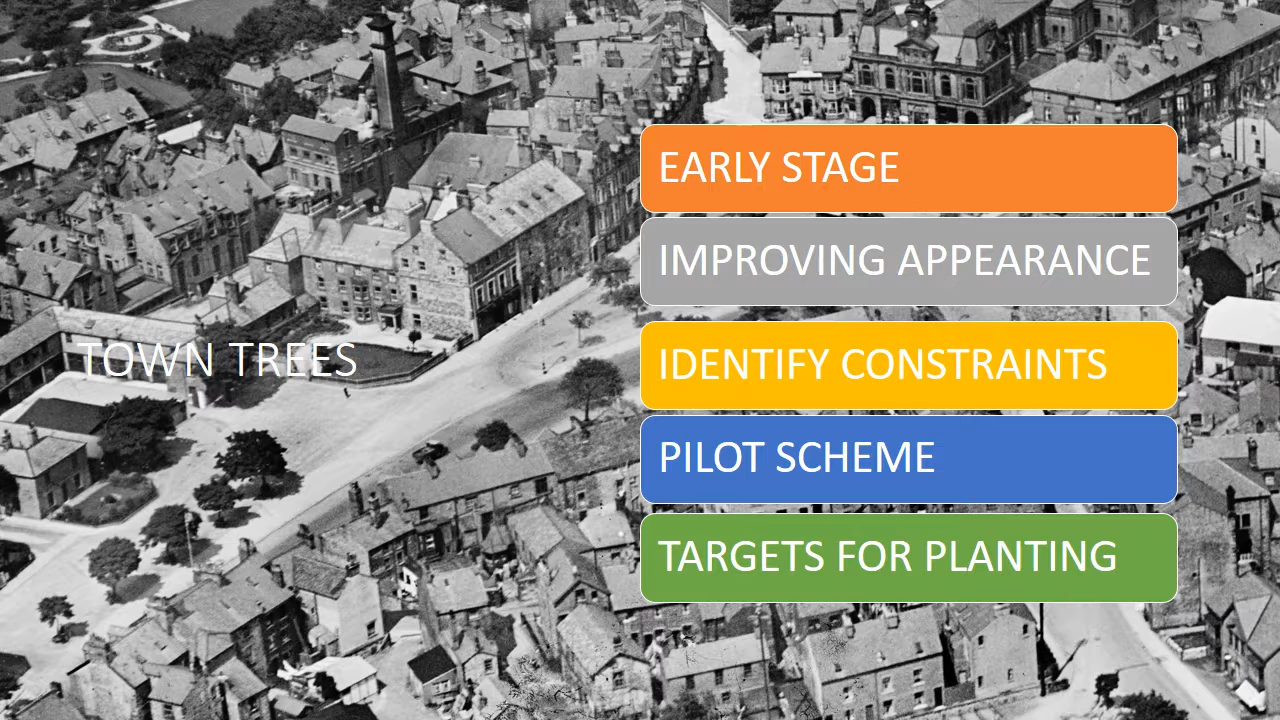 TOWN TREES
EARLY STAGE
IMPROVING APPEARANCE
IDENTIFY CONSTRAINTS
PILOT SCHEME
TARGETS FOR PLANTING